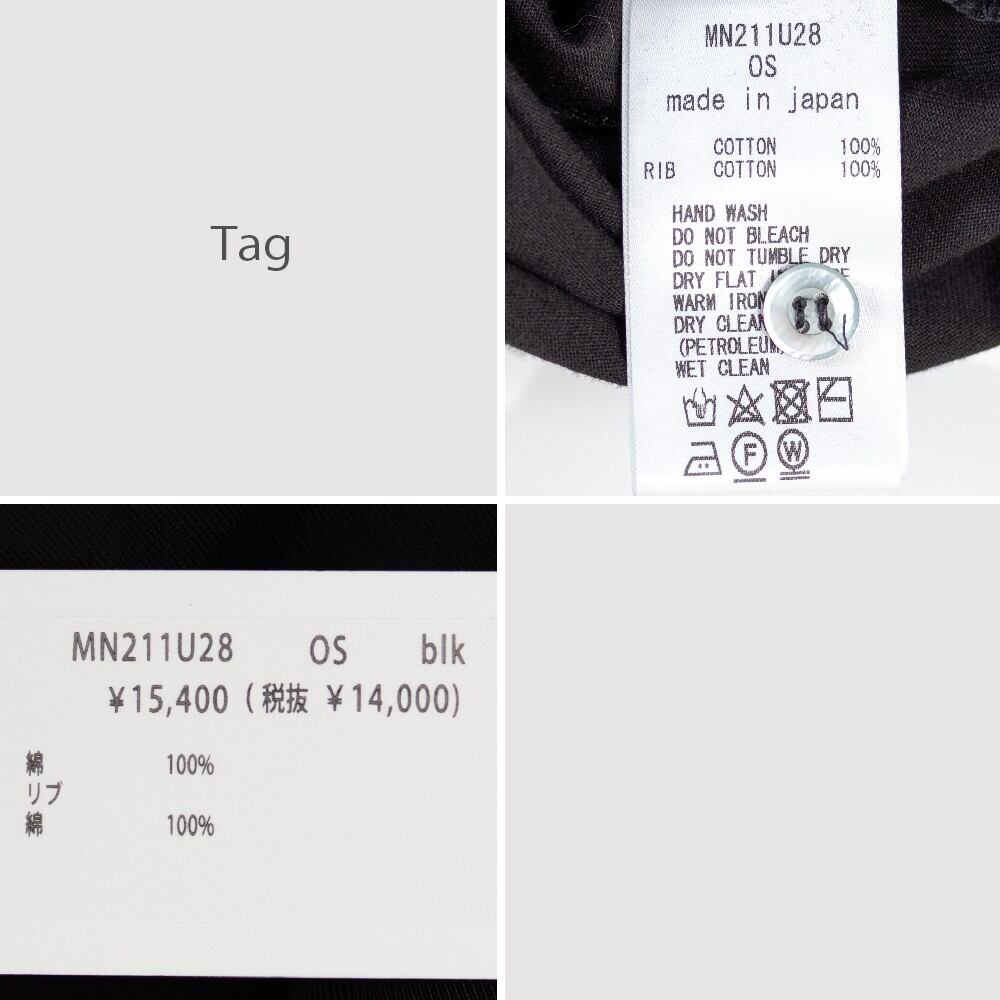 Tag
MN211U28
OS
made in japan
COTTON 100%
RIB COTTON 100%
HAND WASH
DO NOT BLEACH
DO NOT TUMBLE DRY
DRY FLAT
WARM IRON
DRY CLEAN
(PETROLEUM
WET CLEAN
F W
MN211U28 OS blk
¥15,400 (税抜 ¥14,000)
綿 100%
リブ
綿 100%